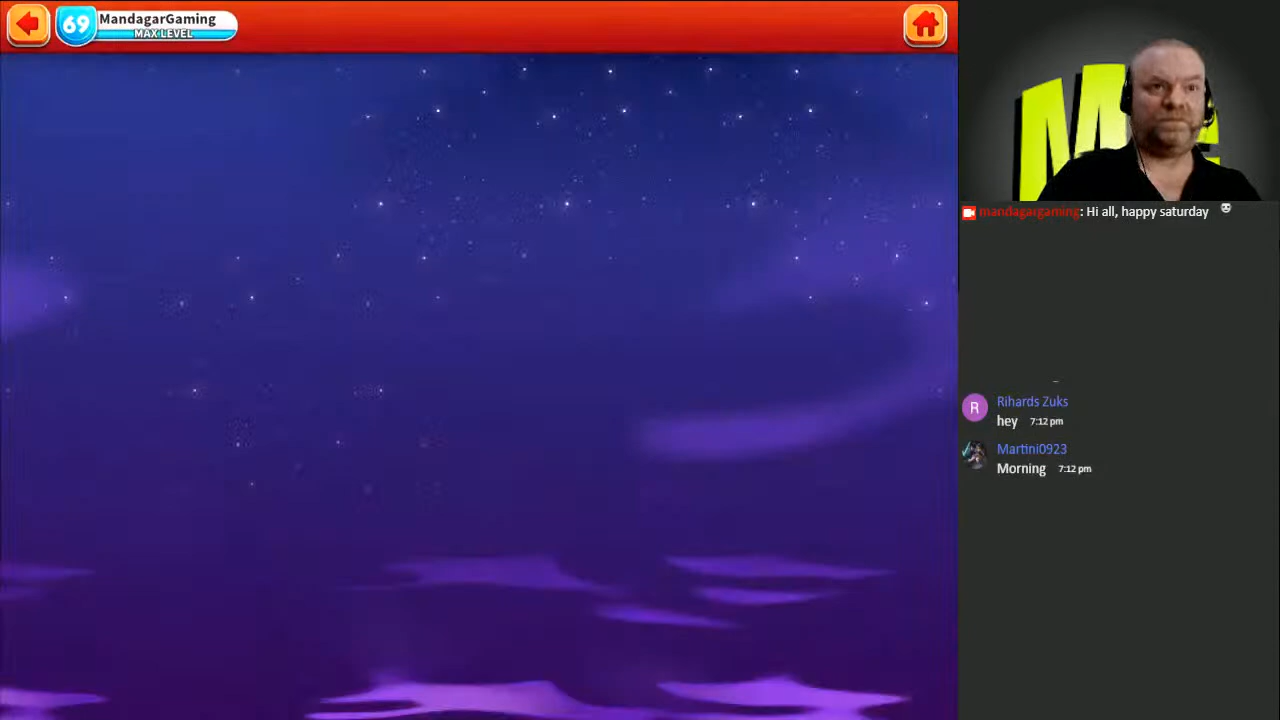 69
MandagarGaming
MAX LEVEL
mandagargaming: Hi all, happy saturday
R
Rihards Zuks
hey 7:12 pm
Martini0923
Morning 7:12 pm